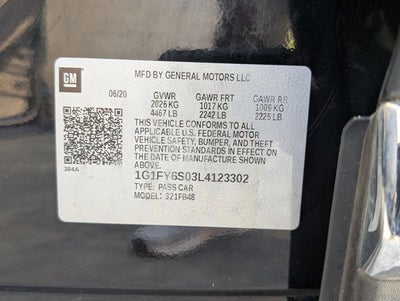 GM
MFD BY GENERAL MOTORS LLC
06/20 GVWR GAWR FRT GAWR RR
2026 KG 1017 KG 1009 KG
4467 LB 2242 LB 2225 LB
THIS VEHICLE CONFORMS TO ALL
APPLICABLE U.S. FEDERAL MOTOR
VEHICLE SAFETY, BUMPER, AND THEFT
PREVENTION STANDARDS IN EFFECT ON
THE DATE OF MANUFACTURE SHOWN
ABOVE.
384A
1G1FY6S03L4123302
TYPE: PASS CAR
MODEL: 321FB48